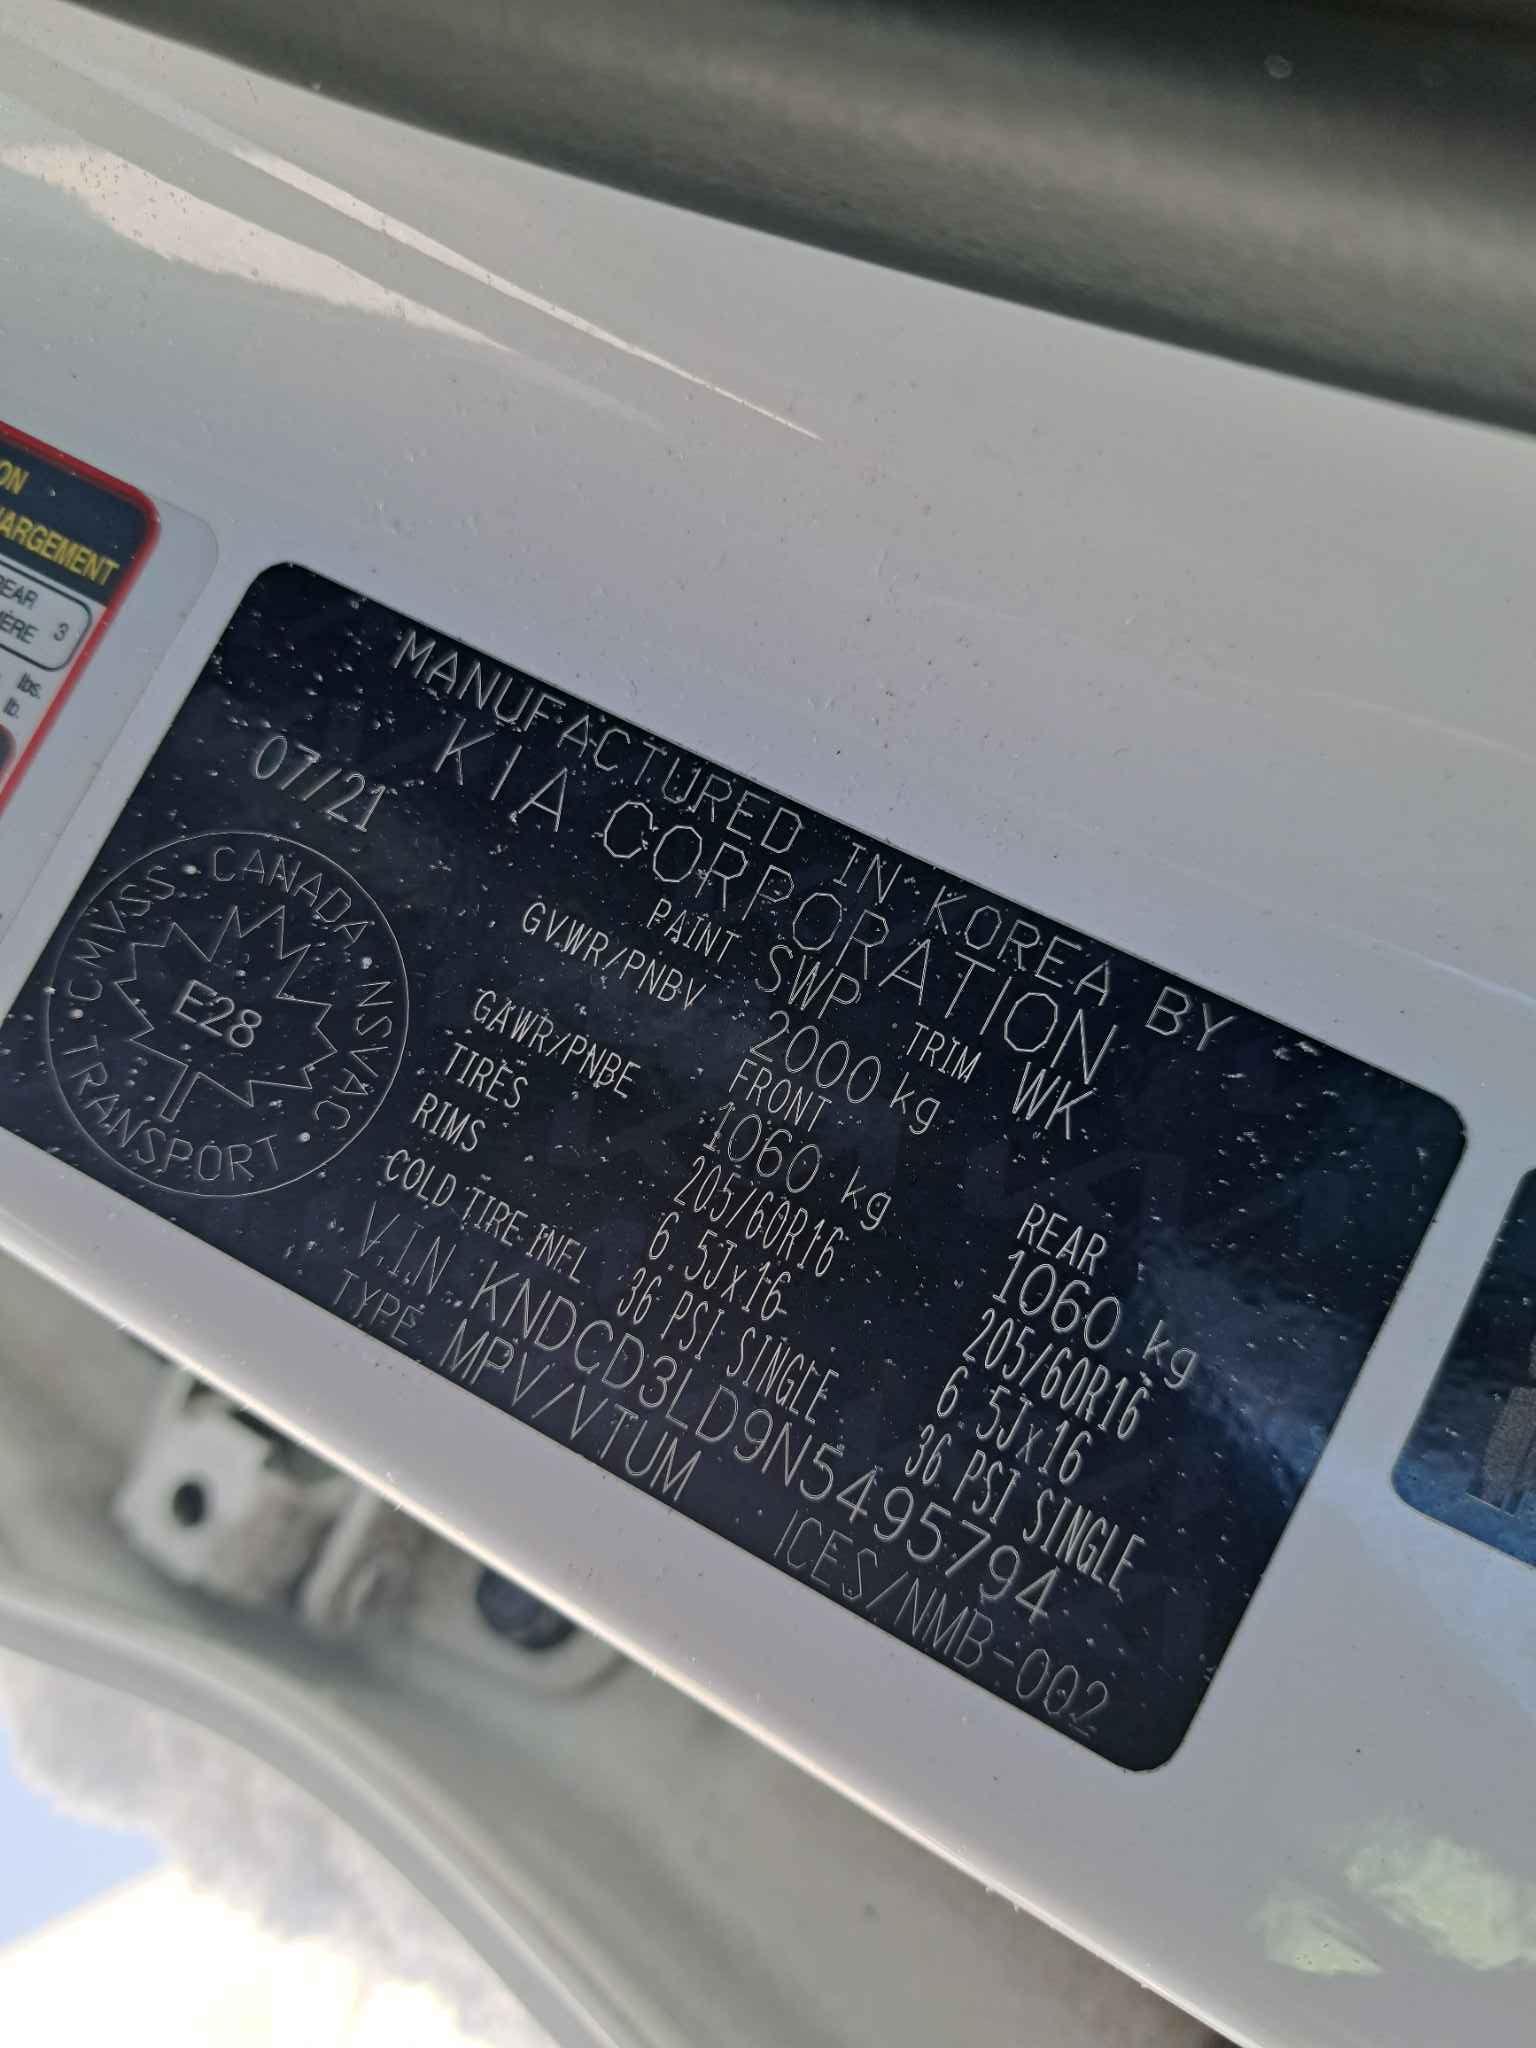 ON
HARGEMENT
REAR
3
lbs.
lb.
MANUFACTURED IN KOREA BY
KIA CORPORATION
07/21
PAINT SWP TRIM WK
GVWR/PNBV 2000 kg
FRONT REAR
GAWR/PNBE 1060 kg 1060 kg
TIRES 205/60R16 205/60R16
RIMS 6.5Jx16 6.5Jx16
COLD TIRE INFL 36 PSI SINGLE 36 PSI SINGLE
V.I.N KNDCD3LD9N5495794
TYPE MPV/VTUM ICES/NMB-002
CANADA · NSVAC · TRANSPORT · CMVSS
E28